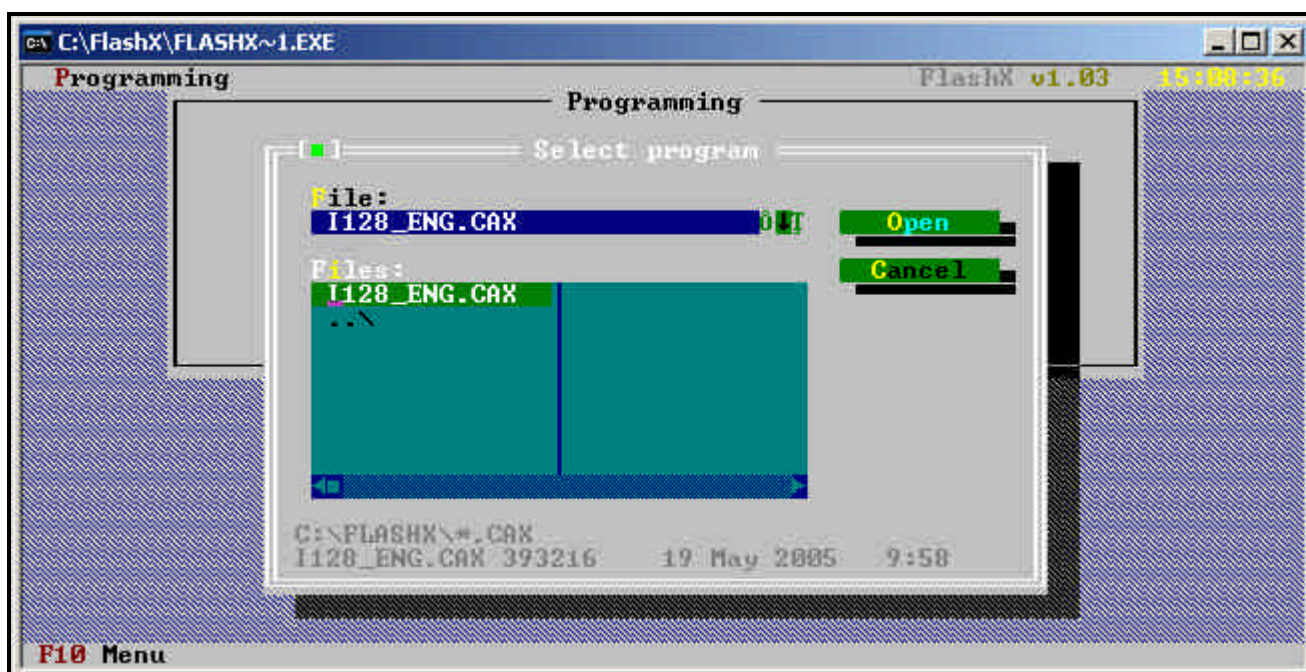 C:\FlashX\FLASHX~1.EXE
Programming FlashX v1.03 15:08:36
Programming
Select program
File:
I128_ENG.CAX
Open
Files:
Cancel
I128_ENG.CAX
..\
C:\FLASHX\*.CAX
I128_ENG.CAX 393216 19 May 2005 9:58
F10 Menu